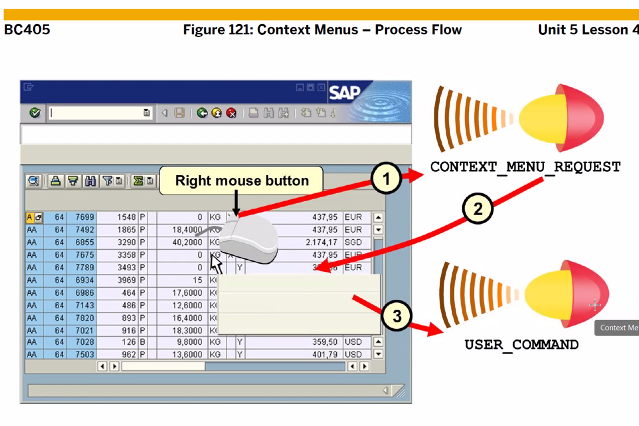 BC405 Figure 121: Context Menus – Process Flow Unit 5 Lesson 4
SAP
Right mouse button
1
CONTEXT_MENU_REQUEST
2
AA 64 7699 1548 P 0 KG 437,95 EUR
AA 64 7492 1865 P 18,4000 KG 437,95 EUR
AA 64 6855 3290 P 40,2000 KG 2.174,17 SGD
AA 64 7675 3358 P 0 KG 437,95 EUR
AA 64 7789 3493 P 0 KG Y EUR
AA 64 6934 3969 P 15 KG
AA 64 6986 464 P 17,6000 KG
AA 64 7143 486 P 12,6000 KG
AA 64 7820 893 P 16,4000 KG
AA 64 7021 916 P 18,3000 KG
AA 64 7028 126 B 9,8000 KG Y 359,50 USD
AA 64 7503 962 P 13,6000 KG Y 401,79 USD
3
USER_COMMAND
Context Me